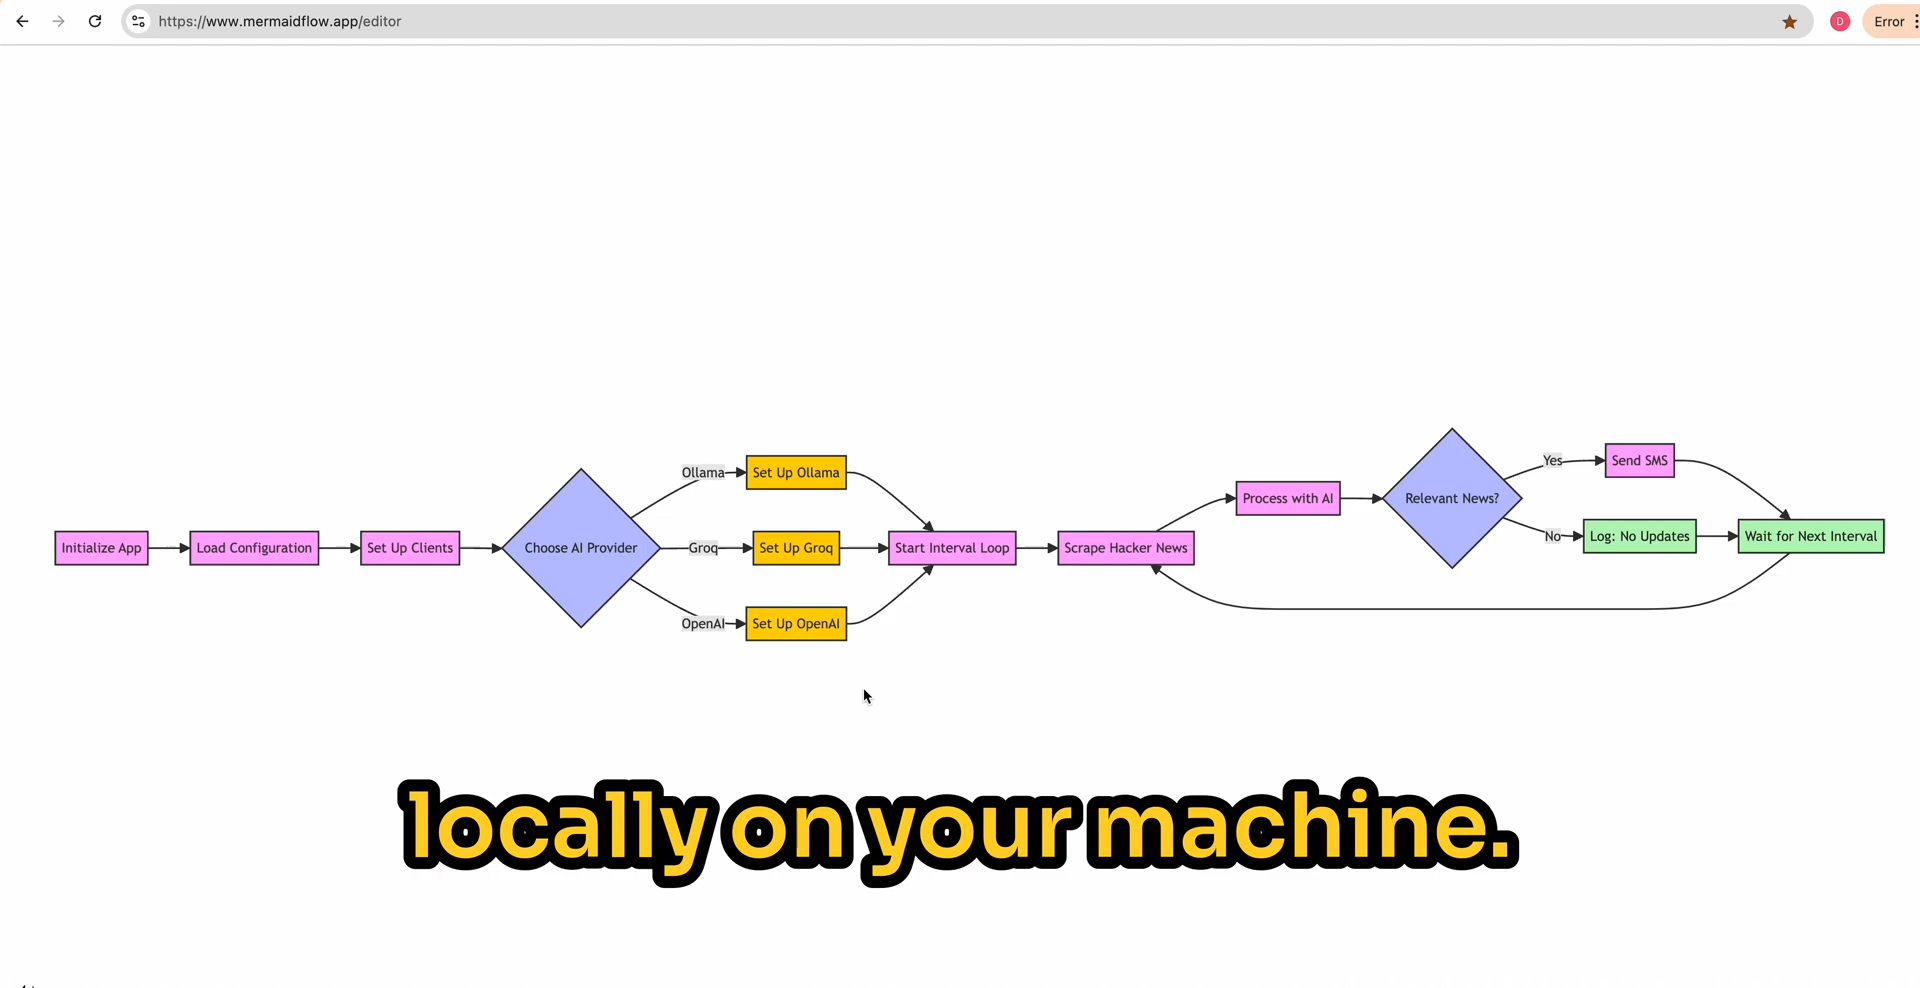 https://www.mermaidflow.app/editor
D
Error
Initialize App
Load Configuration
Set Up Clients
Choose AI Provider
Ollama
Set Up Ollama
Groq
Set Up Groq
OpenAI
Set Up OpenAI
Start Interval Loop
Scrape Hacker News
Process with AI
Relevant News?
Yes
Send SMS
No
Log: No Updates
Wait for Next Interval
locally on your machine.